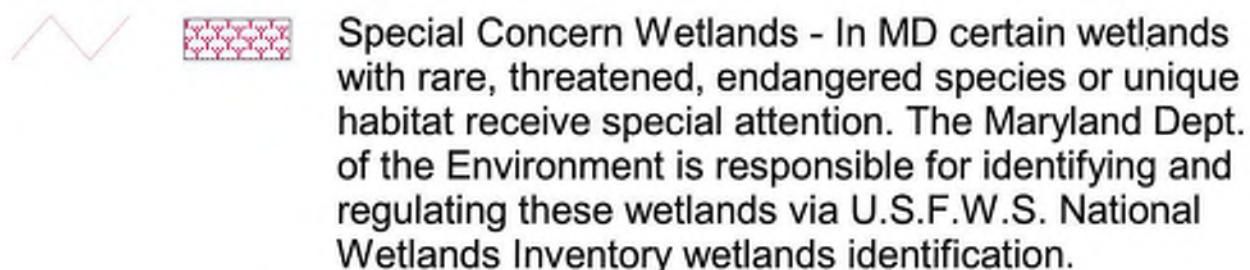 Special Concern Wetlands - In MD certain wetlands
with rare, threatened, endangered species or unique
habitat receive special attention. The Maryland Dept.
of the Environment is responsible for identifying and
regulating these wetlands via U.S.F.W.S. National
Wetlands Inventory wetlands identification.